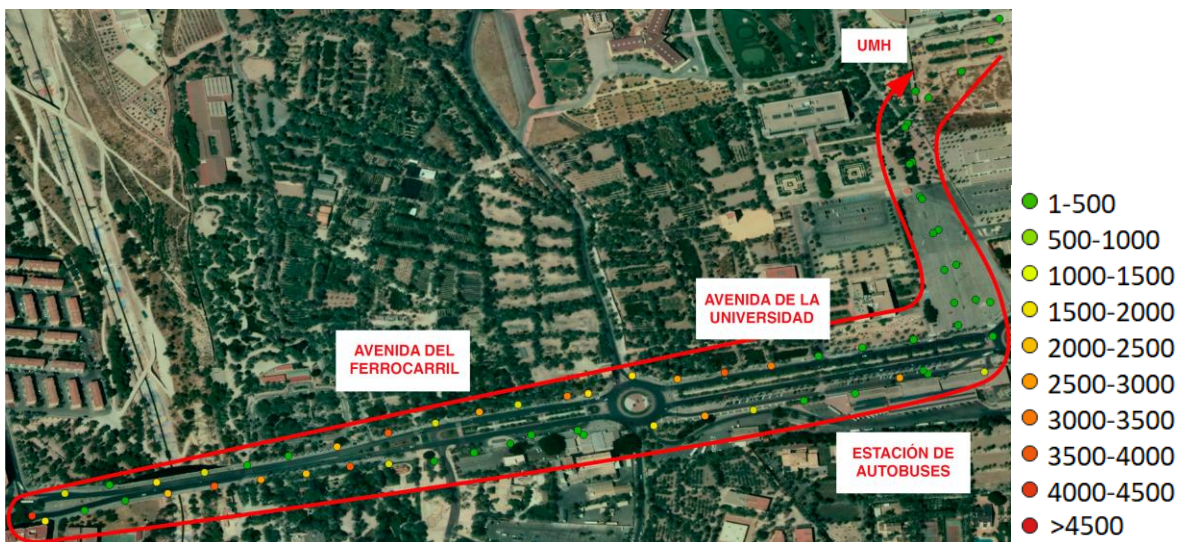 UMH
AVENIDA DE LA
UNIVERSIDAD
AVENIDA DEL
FERROCARRIL
ESTACIÓN DE
AUTOBUSES
1-500
500-1000
1000-1500
1500-2000
2000-2500
2500-3000
3000-3500
3500-4000
4000-4500
>4500